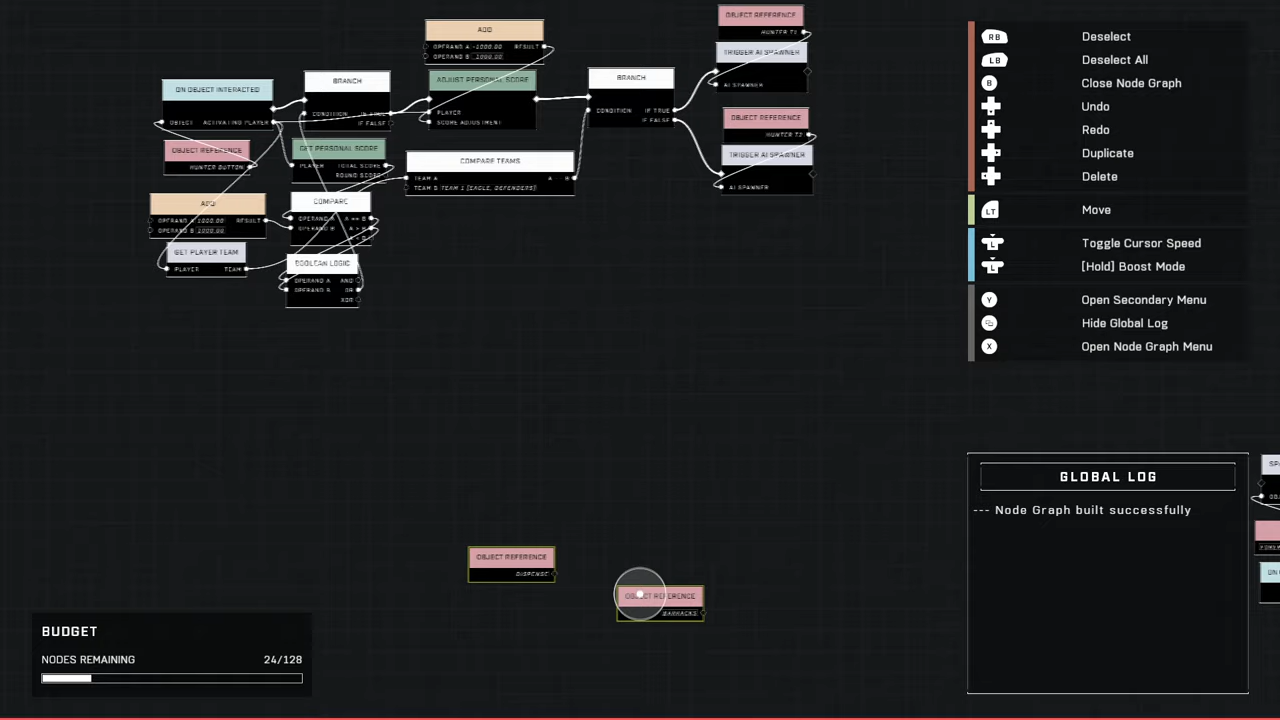 ADD
OPERAND A -1000.00 RESULT
OPERAND B 1000.00
OBJECT REFERENCE
HUNTER T1
TRIGGER AI SPAWNER
AI SPAWNER
ON OBJECT INTERACTED
OBJECT ACTIVATING PLAYER
BRANCH
CONDITION IF TRUE
IF FALSE
ADJUST PERSONAL SCORE
PLAYER
SCORE ADJUSTMENT
BRANCH
CONDITION IF TRUE
IF FALSE
OBJECT REFERENCE
HUNTER T2
TRIGGER AI SPAWNER
AI SPAWNER
OBJECT REFERENCE
HUNTER BUTTON
GET PERSONAL SCORE
PLAYER TOTAL SCORE
ROUND SCORE
COMPARE TEAMS
TEAM A A == B
TEAM B [TEAM 1 [EAGLE, DEFENDERS]]
ADD
OPERAND A 1000.00 RESULT
OPERAND B 1000.00
COMPARE
OPERAND A A == B
OPERAND B A > B
A < B
GET PLAYER TEAM
PLAYER TEAM
BOOLEAN LOGIC
OPERAND A AND
OPERAND B OR
XOR
OBJECT REFERENCE
DISPENSE
OBJECT REFERENCE
BARRACKS
RB Deselect
LB Deselect All
B Close Node Graph
Undo
Redo
Duplicate
Delete
LT Move
L Toggle Cursor Speed
L [Hold] Boost Mode
Y Open Secondary Menu
Hide Global Log
X Open Node Graph Menu
GLOBAL LOG
--- Node Graph built successfully
BUDGET
NODES REMAINING 24/128